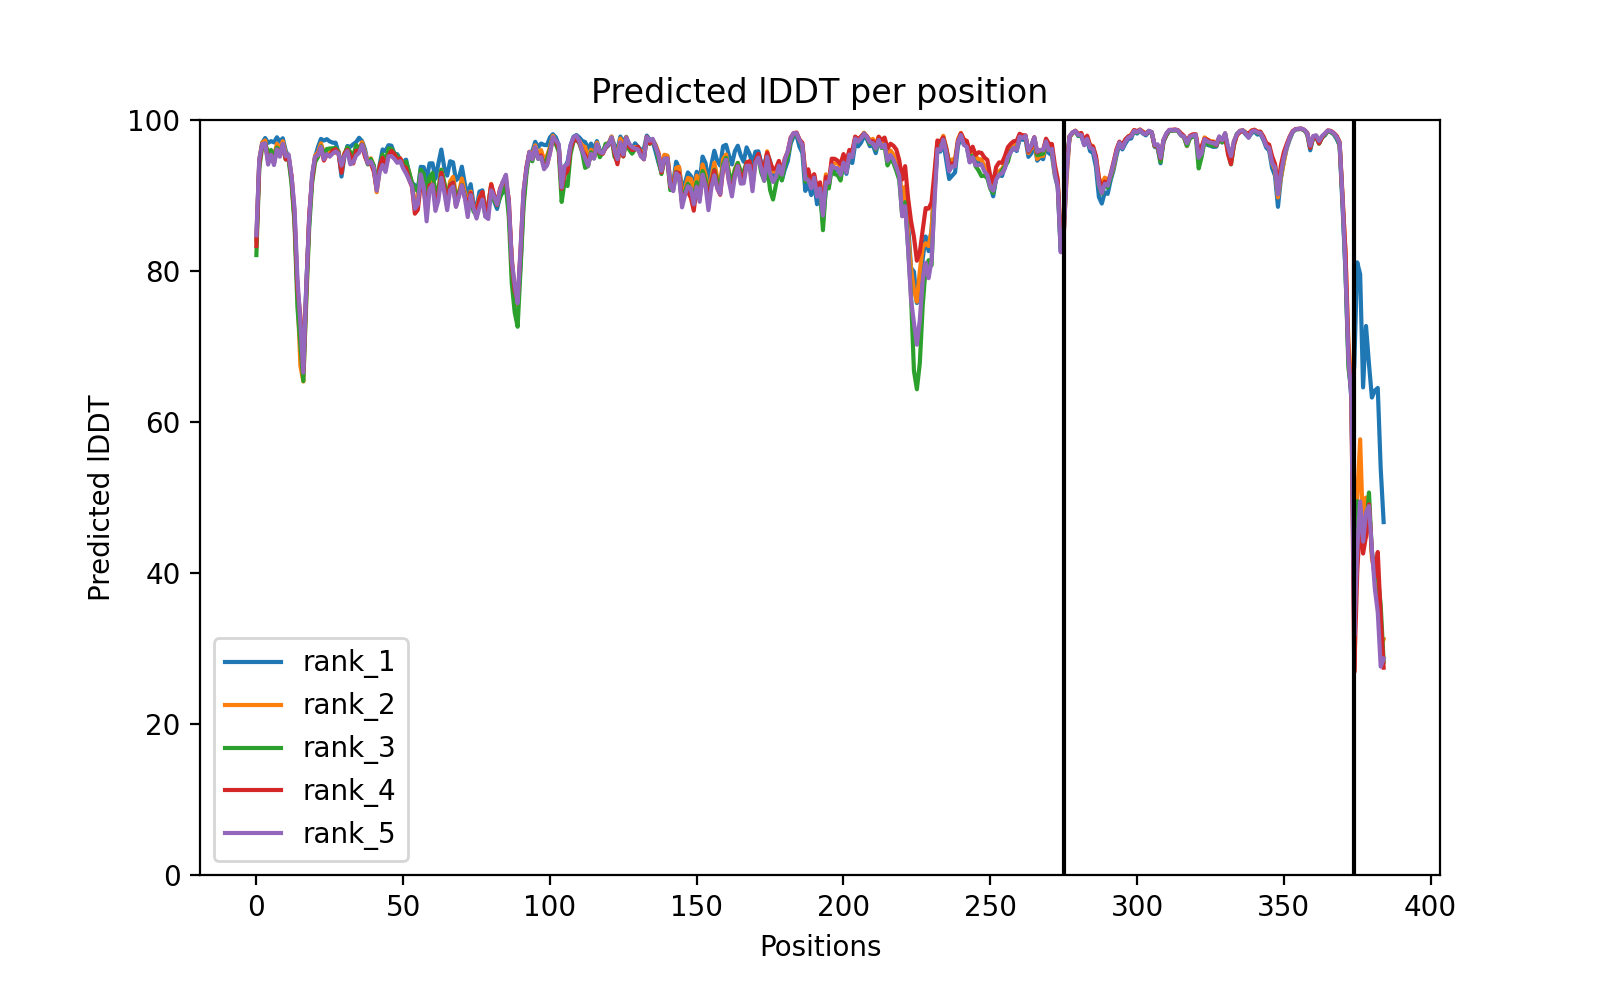 Predicted lDDT per position
100
80
60
40
20
0
Predicted lDDT
rank_1
rank_2
rank_3
rank_4
rank_5
0 50 100 150 200 250 300 350 400
Positions